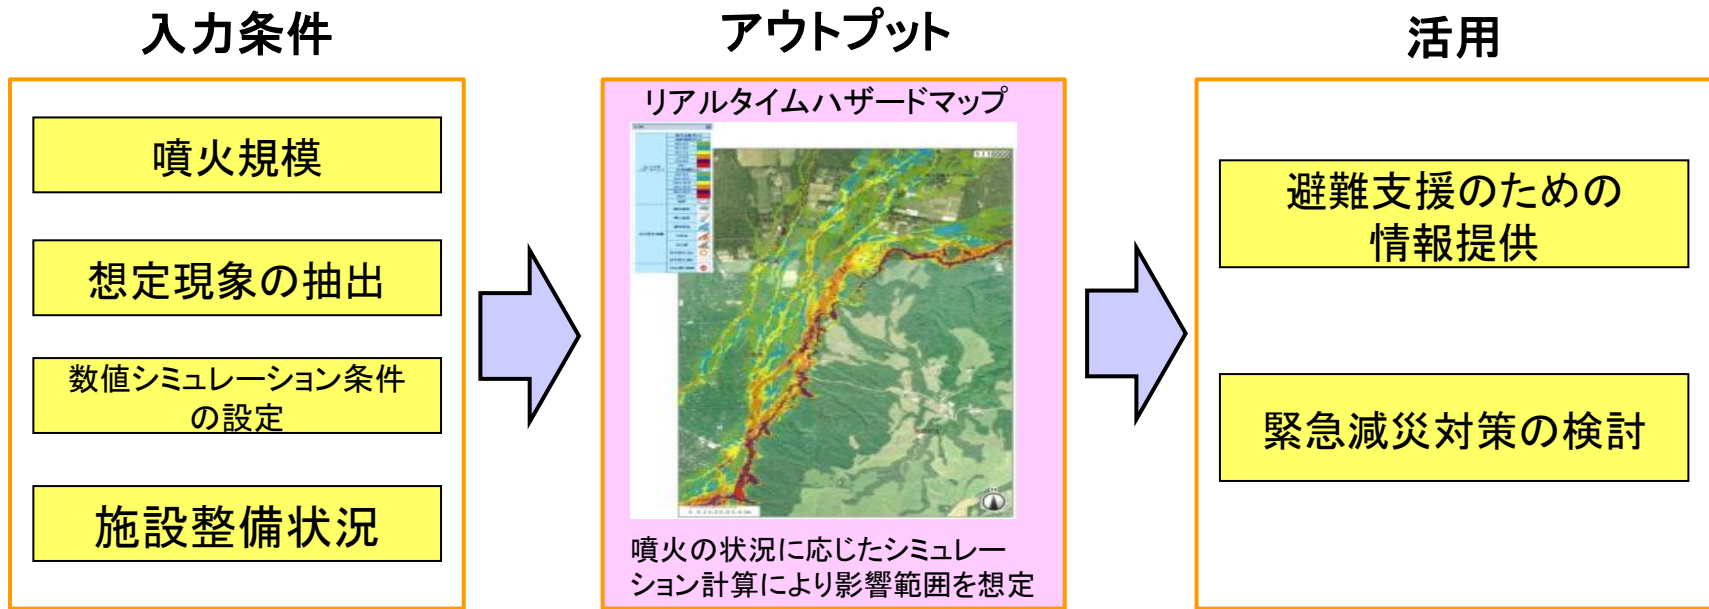 入力条件
噴火規模
想定現象の抽出
数値シミュレーション条件
の設定
施設整備状況
アウトプット
リアルタイムハザードマップ
噴火の状況に応じたシミュレー
ション計算により影響範囲を想定
活用
避難支援のための
情報提供
緊急減災対策の検討